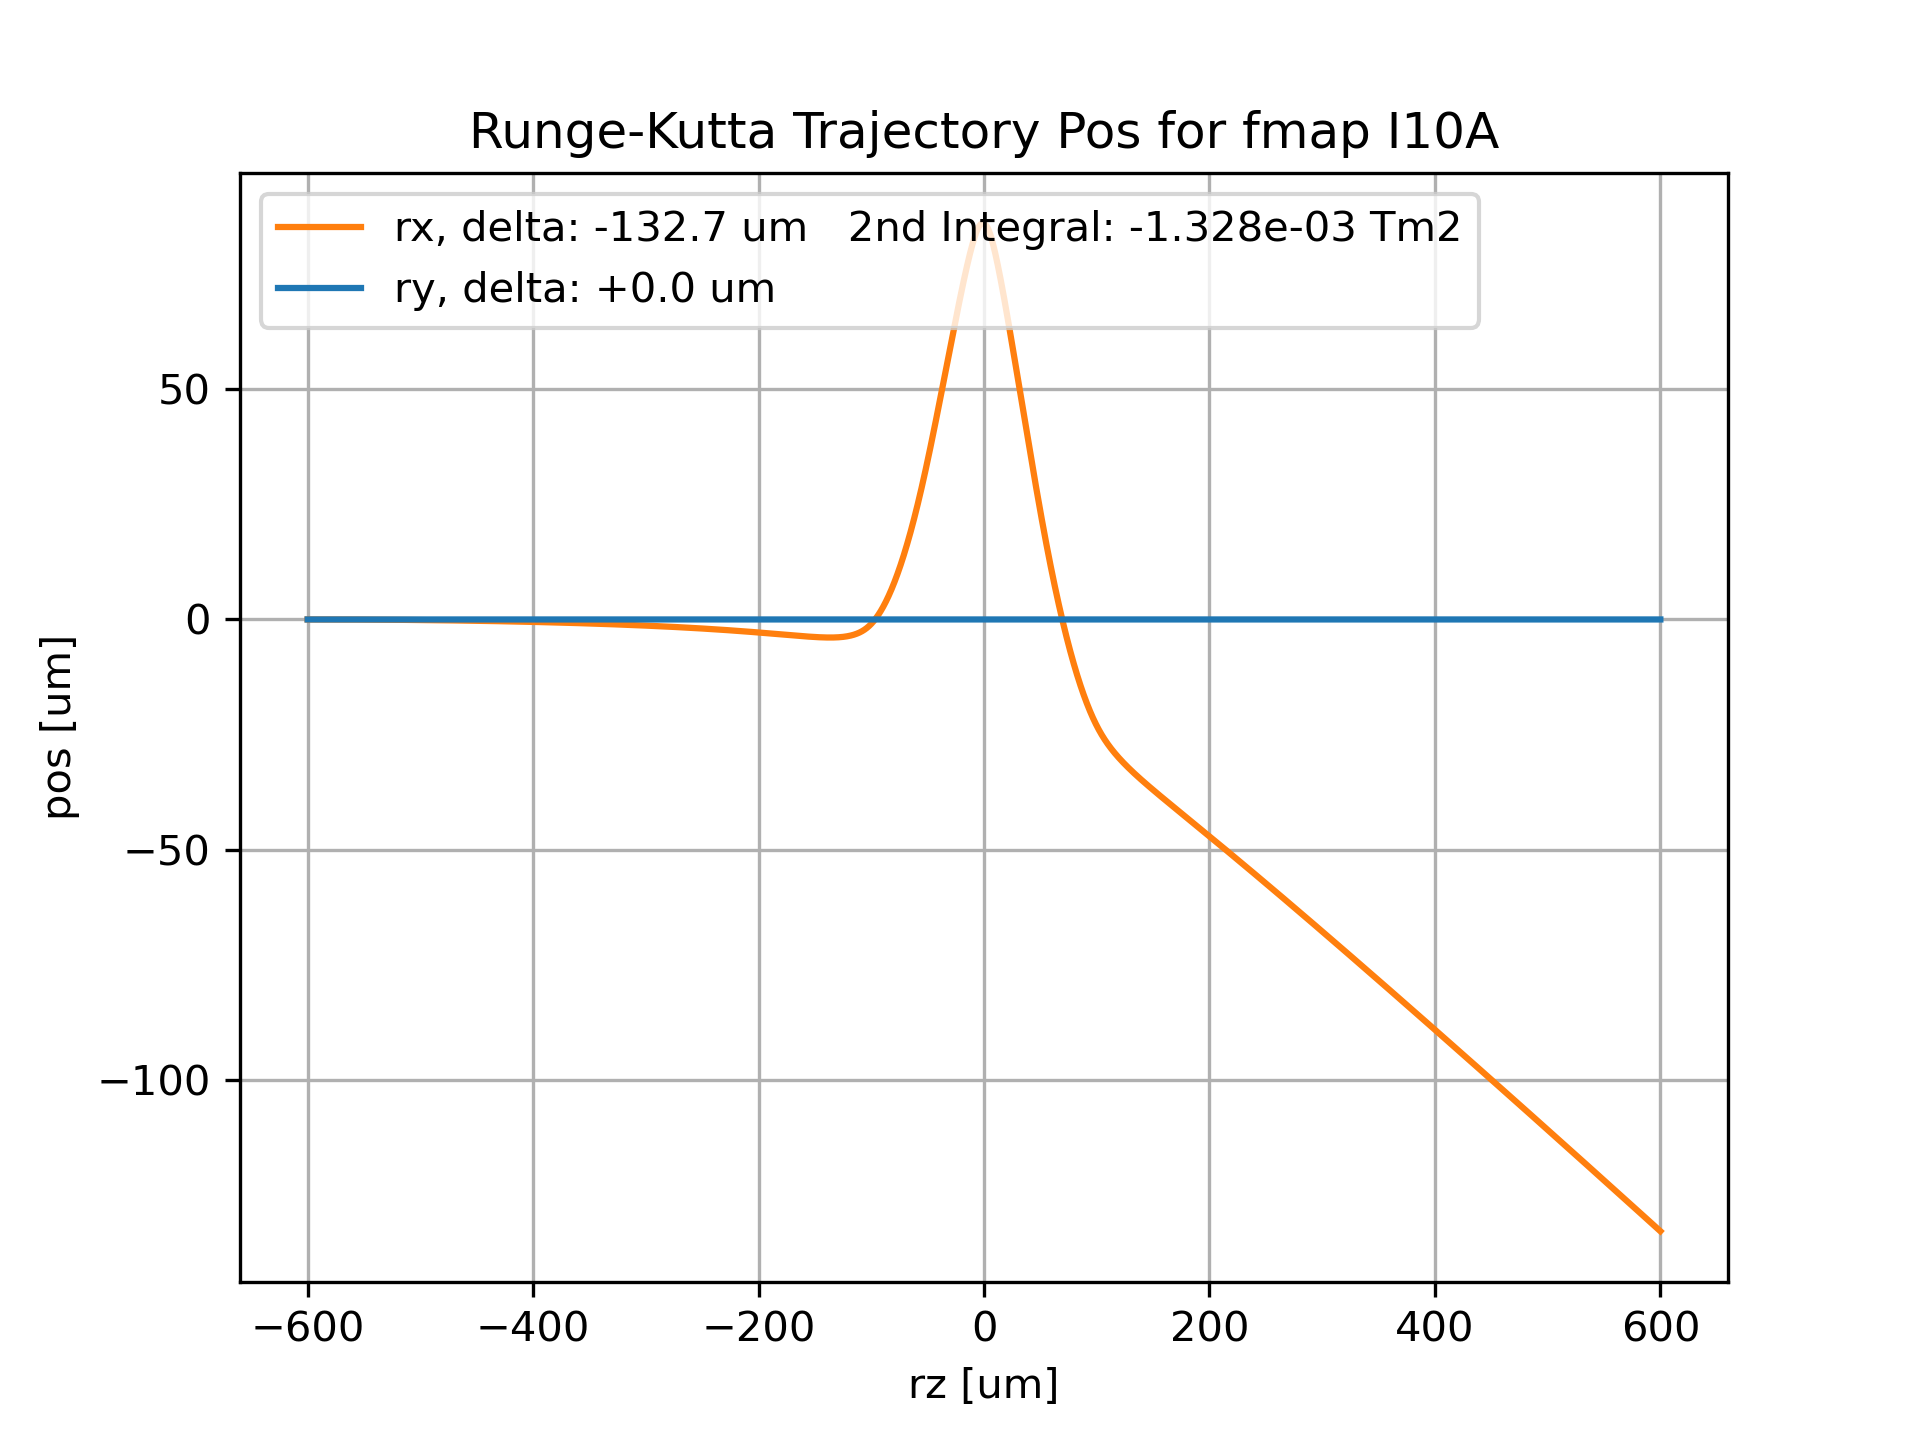 Runge-Kutta Trajectory Pos for fmap I10A
rx, delta: -132.7 um   2nd Integral: -1.328e-03 Tm2
ry, delta: +0.0 um
50
0
−50
−100
pos [um]
−600
−400
−200
0
200
400
600
rz [um]